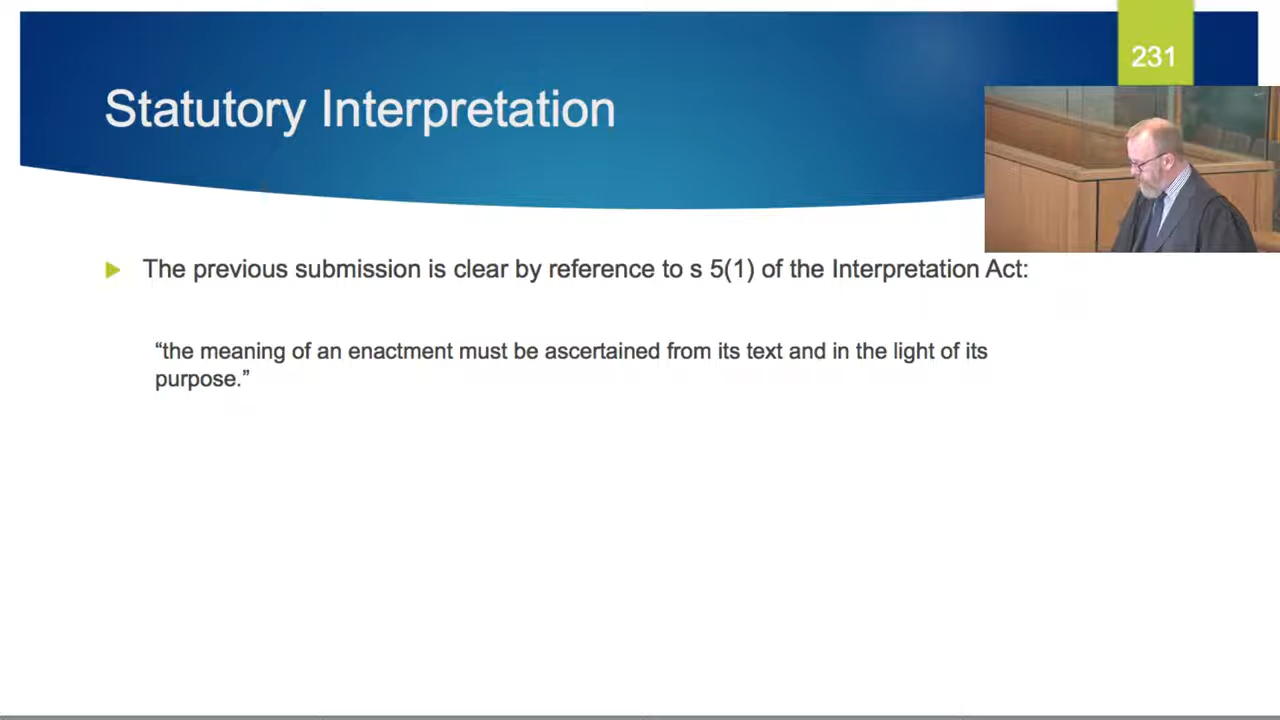 231
Statutory Interpretation
The previous submission is clear by reference to s 5(1) of the Interpretation Act:
“the meaning of an enactment must be ascertained from its text and in the light of its
purpose.”